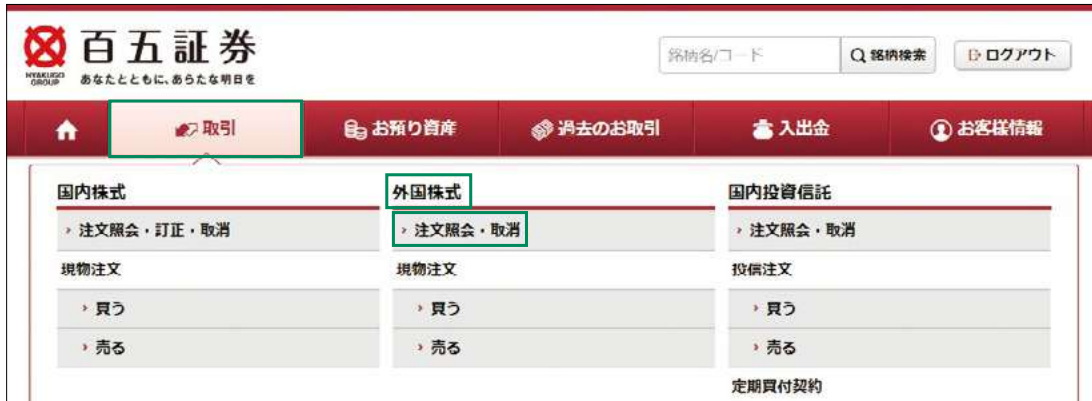 百五証券
HYAKUGO GROUP
あなたとともに、あらたな明日を
銘柄名/コード
銘柄検索
ログアウト
取引
お預り資産
過去のお取引
入出金
お客様情報
国内株式
外国株式
国内投資信託
注文照会・訂正・取消
注文照会・取消
注文照会・取消
現物注文
現物注文
投信注文
買う
買う
買う
売る
売る
売る
定期買付契約